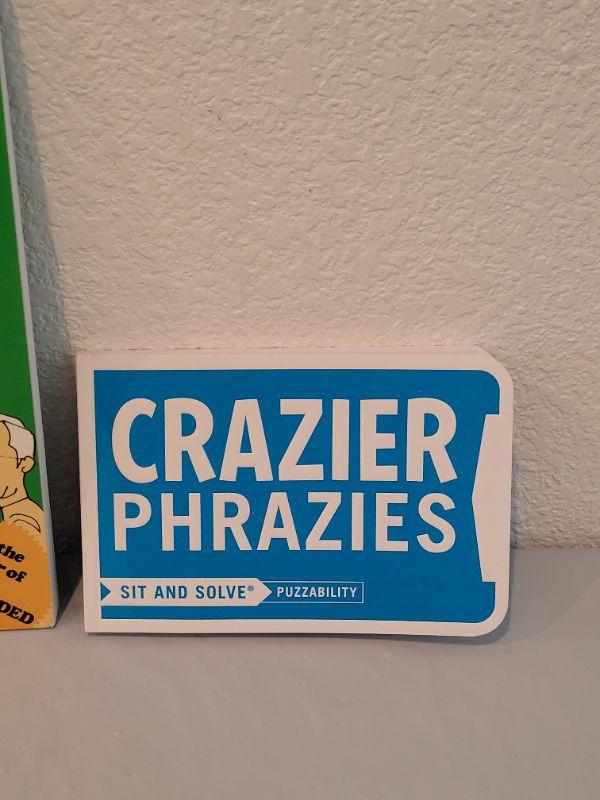 CRAZIER
PHRAZIES
SIT AND SOLVE® PUZZABILITY
the
of
DED